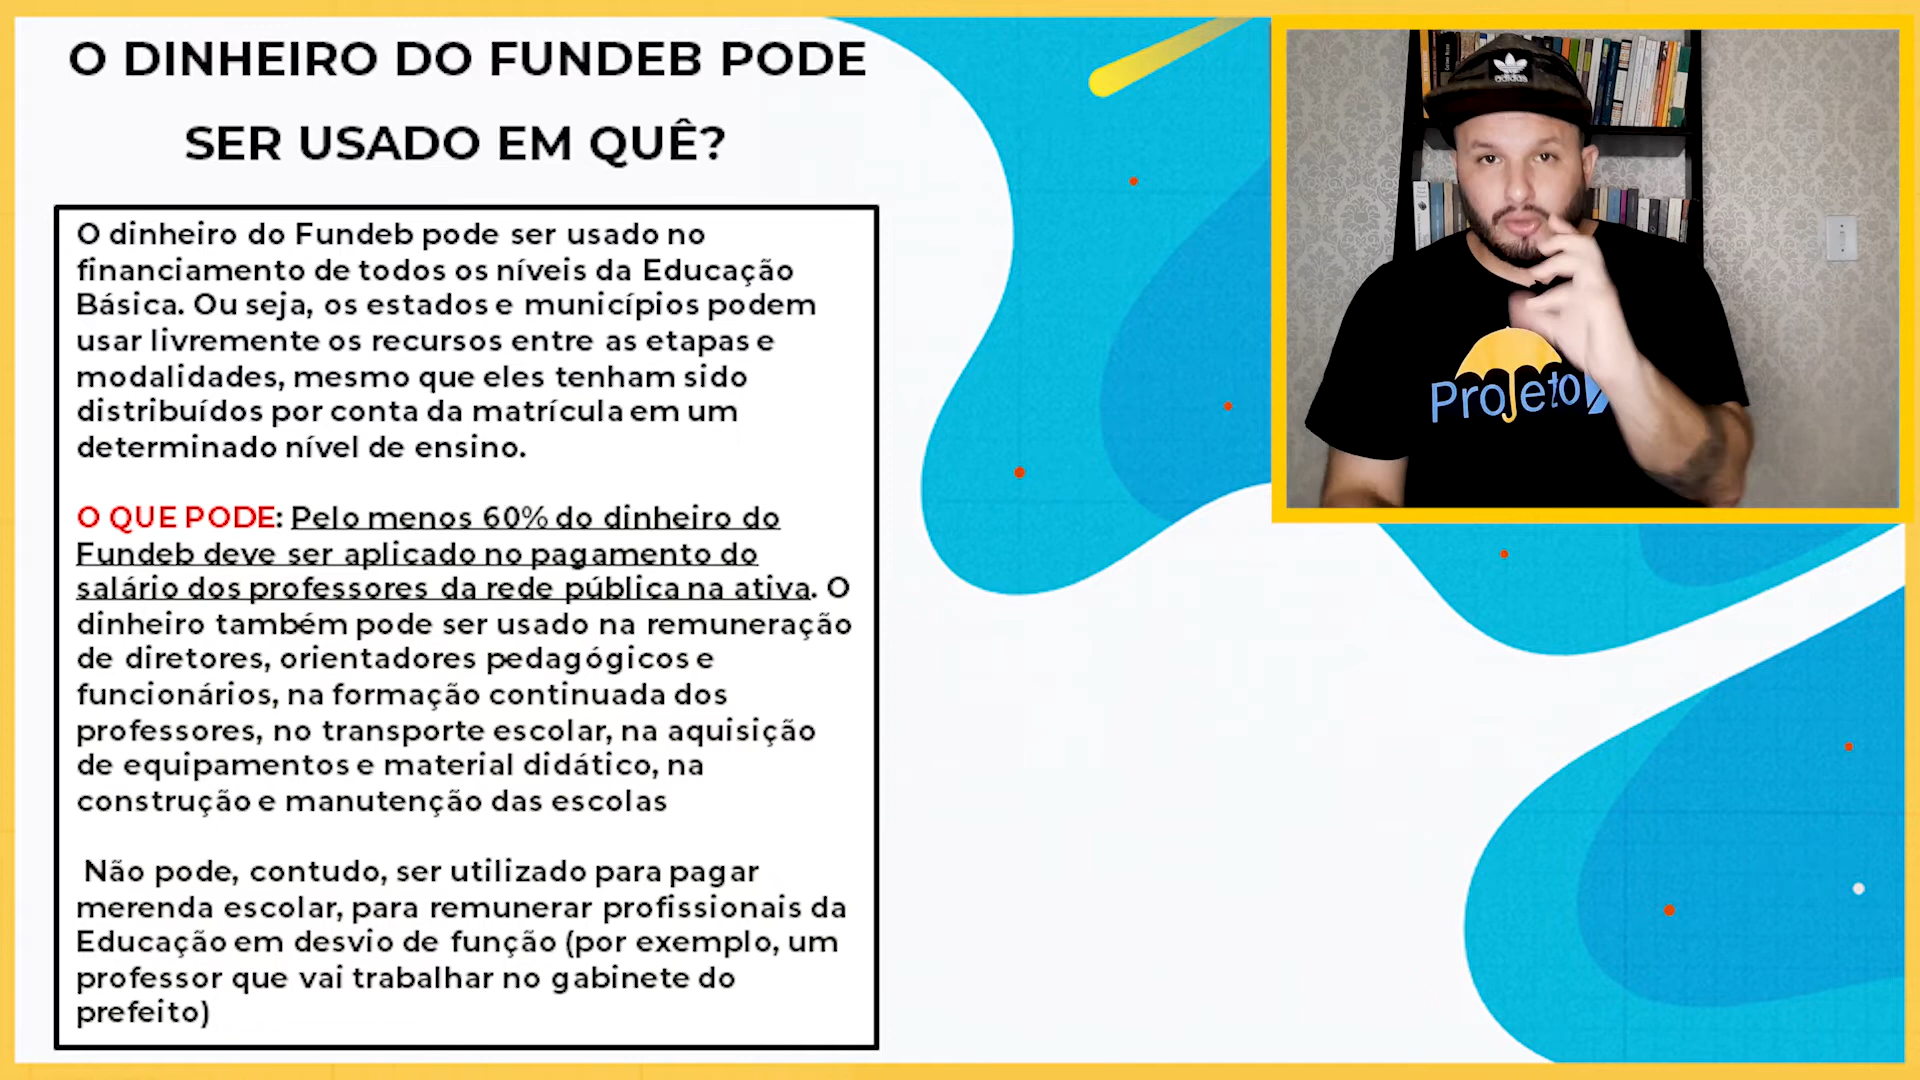 O DINHEIRO DO FUNDEB PODE
SER USADO EM QUÊ?
O dinheiro do Fundeb pode ser usado no
financiamento de todos os níveis da Educação
Básica. Ou seja, os estados e municípios podem
usar livremente os recursos entre as etapas e
modalidades, mesmo que eles tenham sido
distribuídos por conta da matrícula em um
determinado nível de ensino.
O QUE PODE: Pelo menos 60% do dinheiro do
Fundeb deve ser aplicado no pagamento do
salário dos professores da rede pública na ativa. O
dinheiro também pode ser usado na remuneração
de diretores, orientadores pedagógicos e
funcionários, na formação continuada dos
professores, no transporte escolar, na aquisição
de equipamentos e material didático, na
construção e manutenção das escolas
Não pode, contudo, ser utilizado para pagar
merenda escolar, para remunerar profissionais da
Educação em desvio de função (por exemplo, um
professor que vai trabalhar no gabinete do
prefeito)
adidas
Projeto